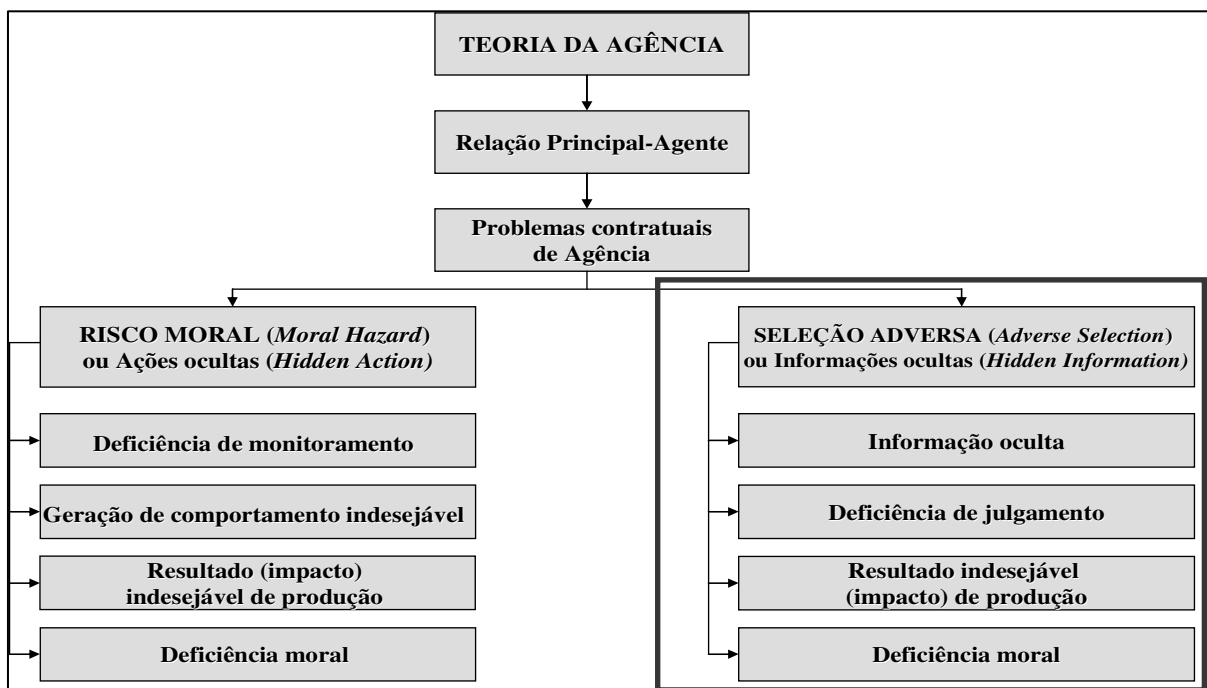 TEORIA DA AGÊNCIA
Relação Principal-Agente
Problemas contratuais
de Agência
RISCO MORAL (Moral Hazard)
ou Ações ocultas (Hidden Action)
Deficiência de monitoramento
Geração de comportamento indesejável
Resultado (impacto)
indesejável de produção
Deficiência moral
SELEÇÃO ADVERSA (Adverse Selection)
ou Informações ocultas (Hidden Information)
Informação oculta
Deficiência de julgamento
Resultado indesejável
(impacto) de produção
Deficiência moral